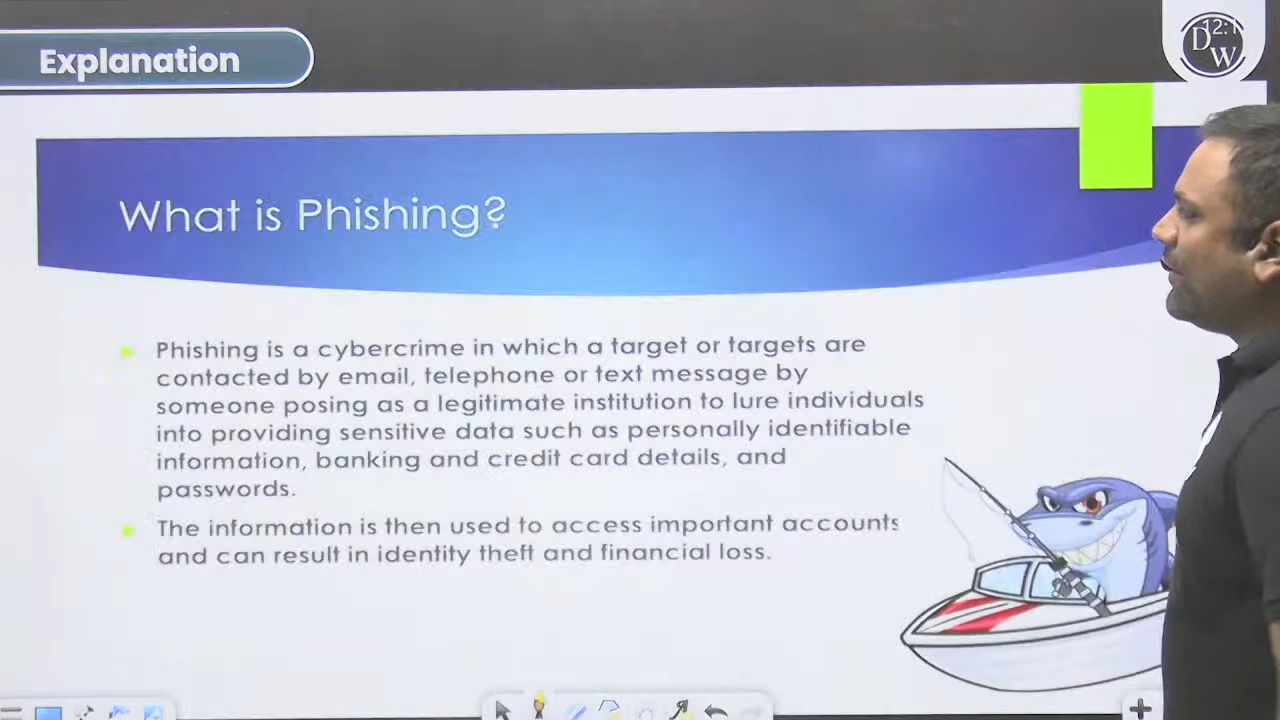 Explanation
12:1
D
W
What is Phishing?
Phishing is a cybercrime in which a target or targets are
contacted by email, telephone or text message by
someone posing as a legitimate institution to lure individuals
into providing sensitive data such as personally identifiable
information, banking and credit card details, and
passwords.
The information is then used to access important accounts
and can result in identity theft and financial loss.